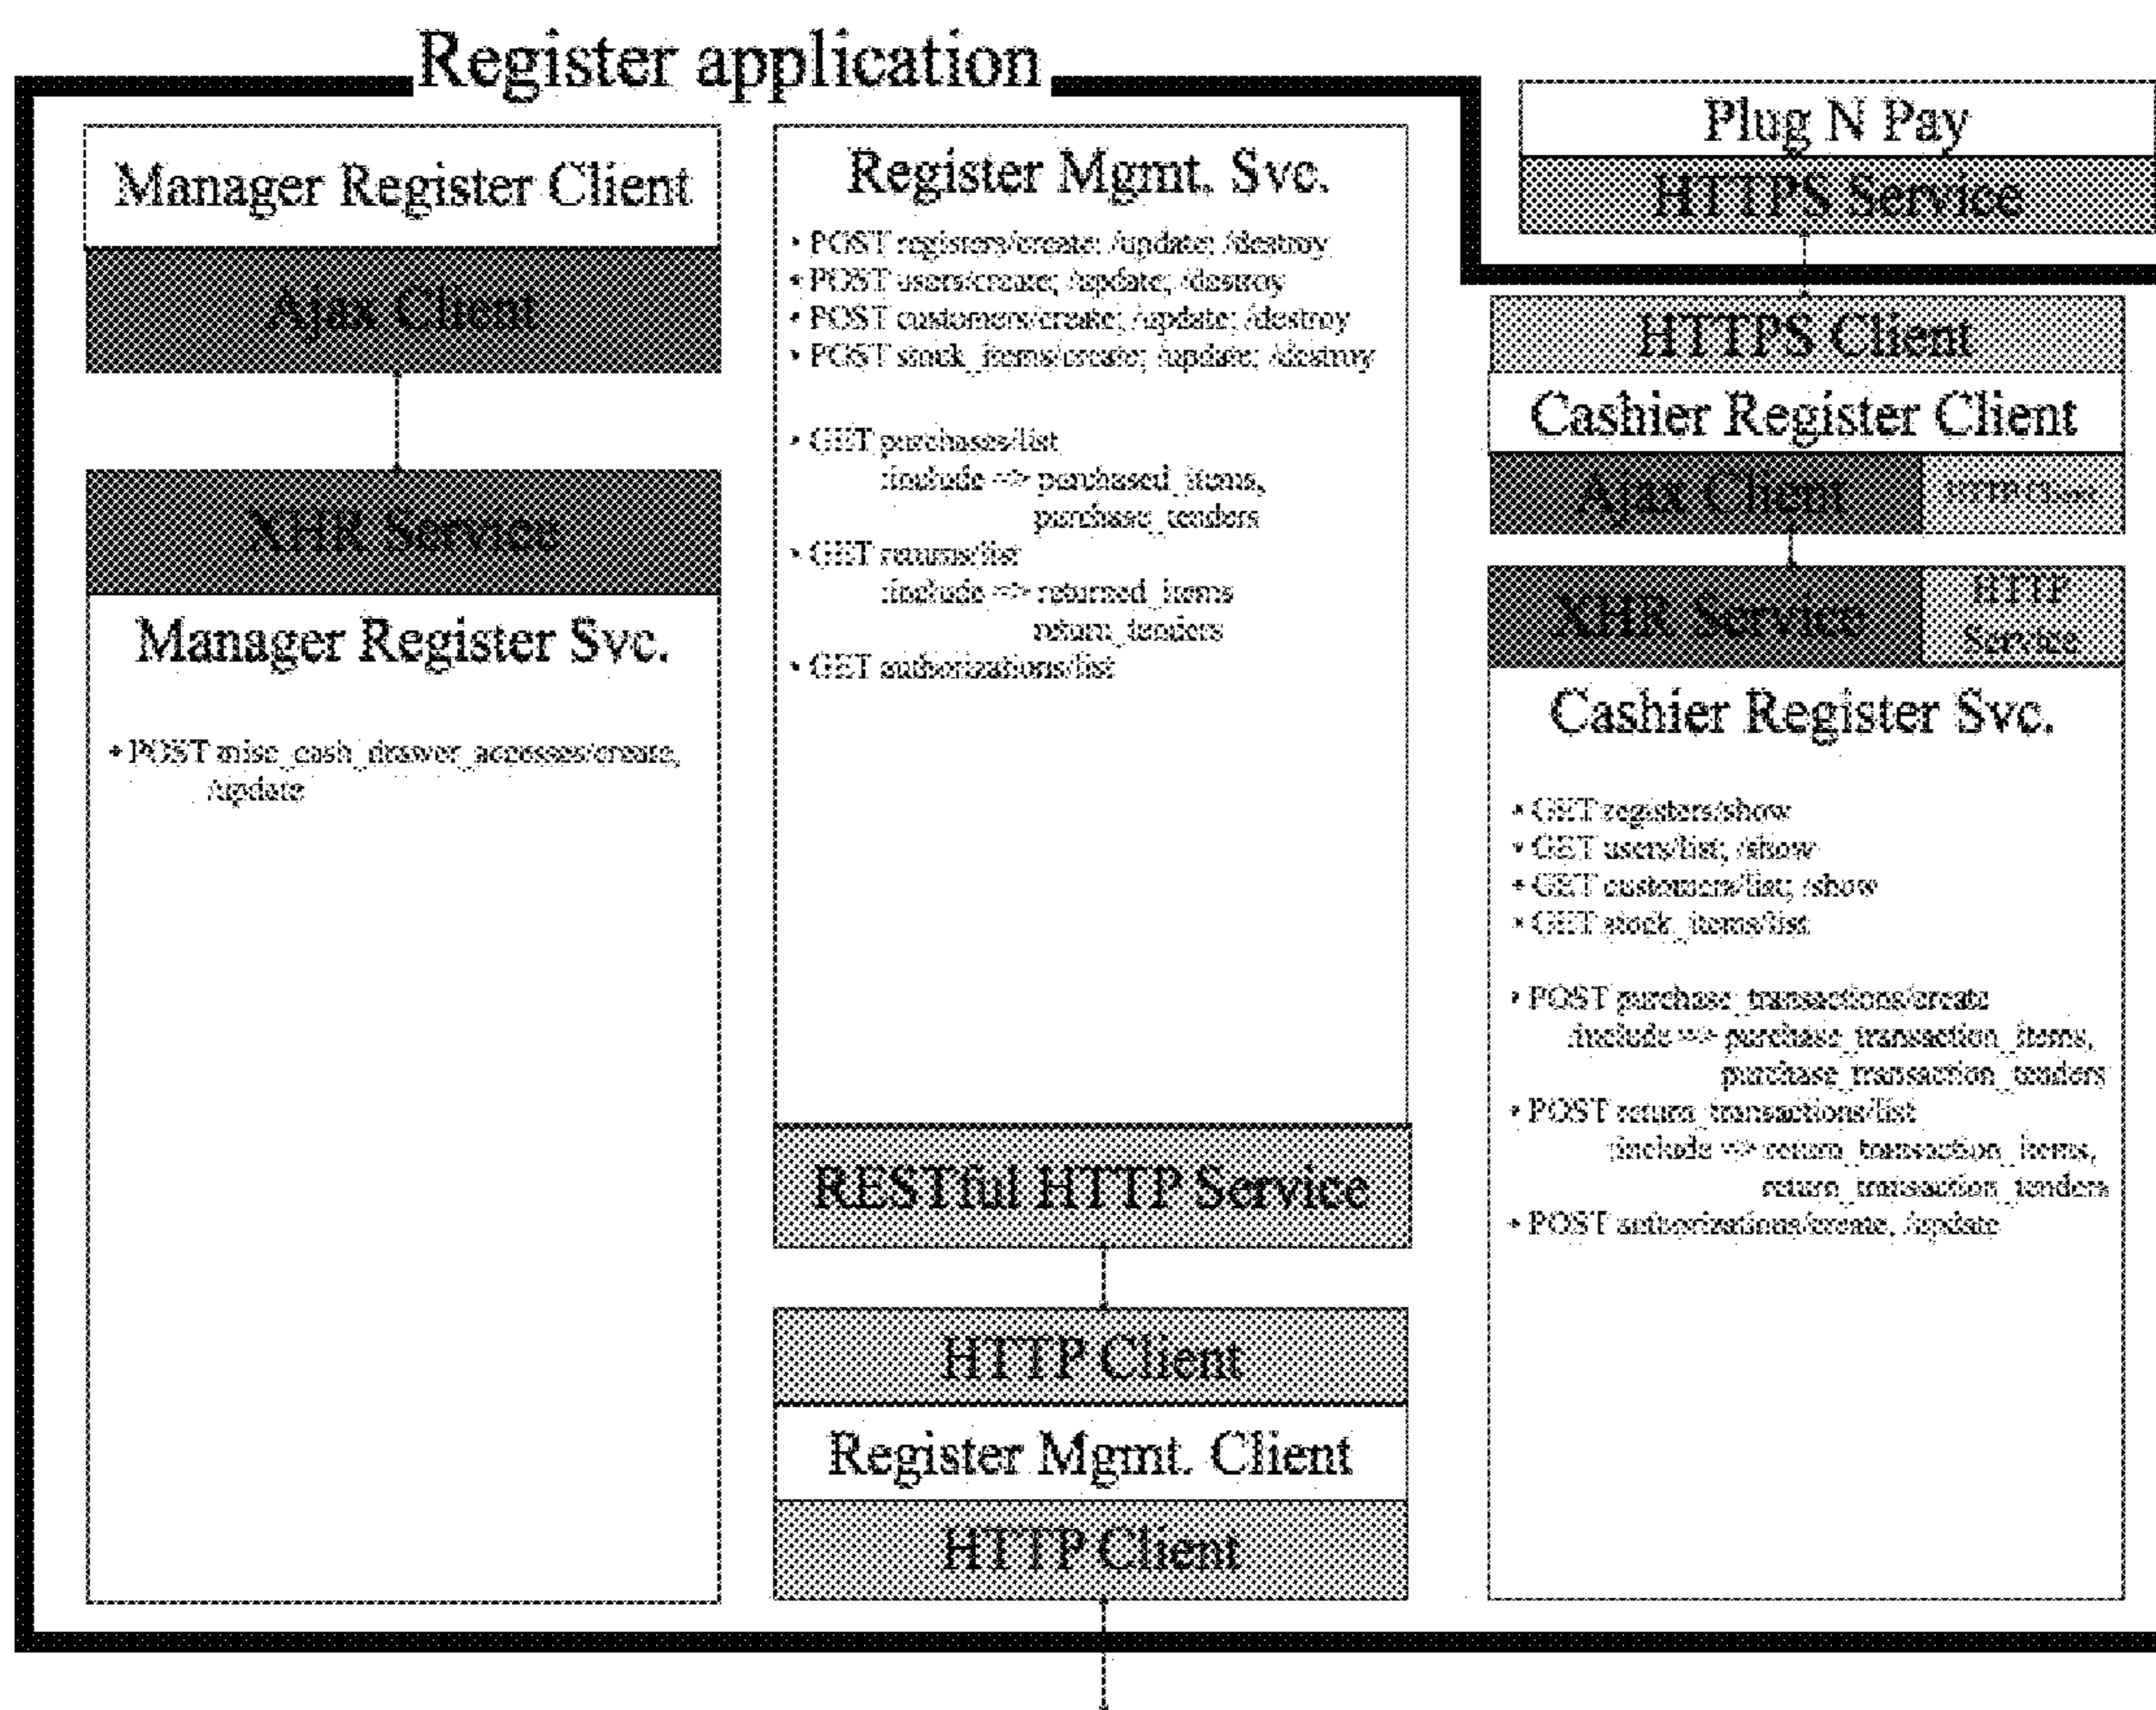 Register application
Manager Register Client
Ajax Client
XHR Service
Manager Register Svc.
• POST misc_cash_drawer_accesses/create,
/update
Register Mgmt. Svc.
• POST registers/create; /update; /destroy
• POST users/create; /update; /destroy
• POST customers/create; /update; /destroy
• POST stock_items/create; /update; /destroy
• GET purchases/list
:include => purchased_items,
purchase_tenders
• GET returns/list
:include => returned_items
return_tenders
• GET authorizations/list
RESTful HTTP Service
HTTP Client
Register Mgmt. Client
HTTP Client
Plug N Pay
HTTPS Service
HTTPS Client
Cashier Register Client
Ajax Client
HTTP Client
XHR Service
HTTP
Service
Cashier Register Svc.
• GET registers/show
• GET users/list; /show
• GET customers/list; /show
• GET stock_items/list
• POST purchase_transactions/create
:include => purchase_transaction_items,
purchase_transaction_tenders
• POST return_transactions/list
:include => return_transaction_items,
return_transaction_tenders
• POST authorizations/create, /update